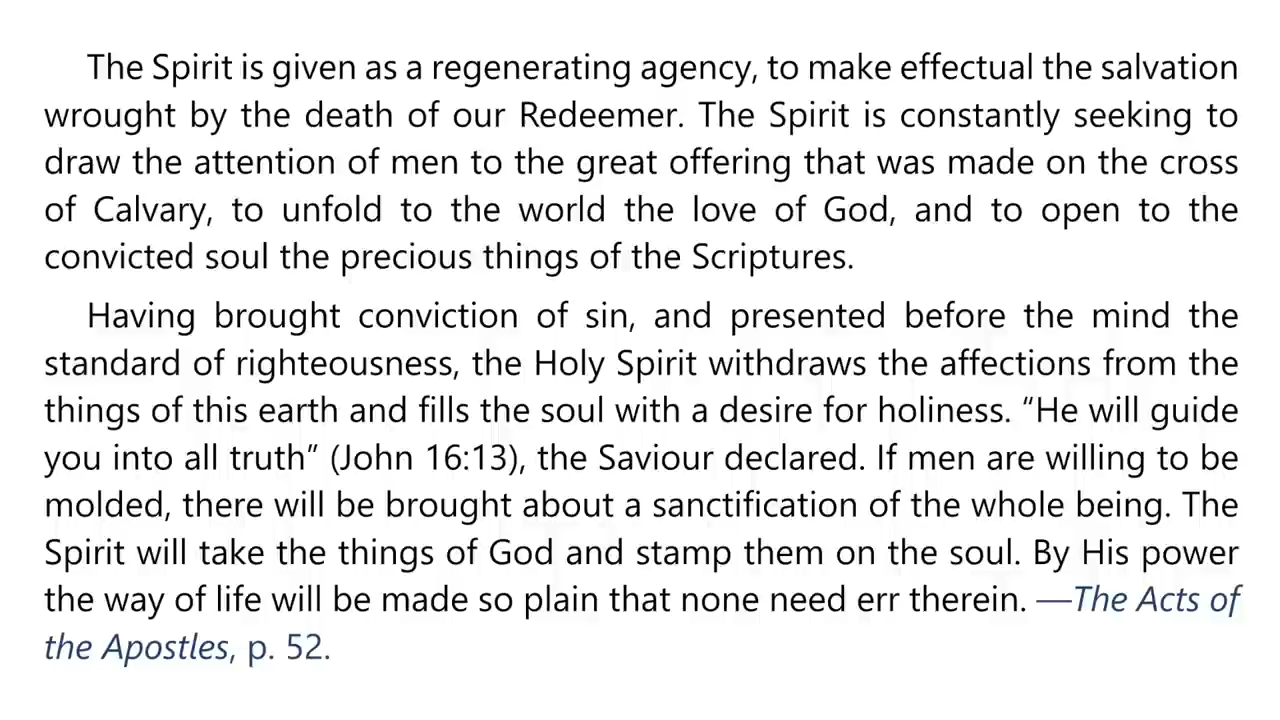 The Spirit is given as a regenerating agency, to make effectual the salvation
wrought by the death of our Redeemer. The Spirit is constantly seeking to
draw the attention of men to the great offering that was made on the cross
of Calvary, to unfold to the world the love of God, and to open to the
convicted soul the precious things of the Scriptures.
Having brought conviction of sin, and presented before the mind the
standard of righteousness, the Holy Spirit withdraws the affections from the
things of this earth and fills the soul with a desire for holiness. “He will guide
you into all truth” (John 16:13), the Saviour declared. If men are willing to be
molded, there will be brought about a sanctification of the whole being. The
Spirit will take the things of God and stamp them on the soul. By His power
the way of life will be made so plain that none need err therein. —The Acts of
the Apostles, p. 52.